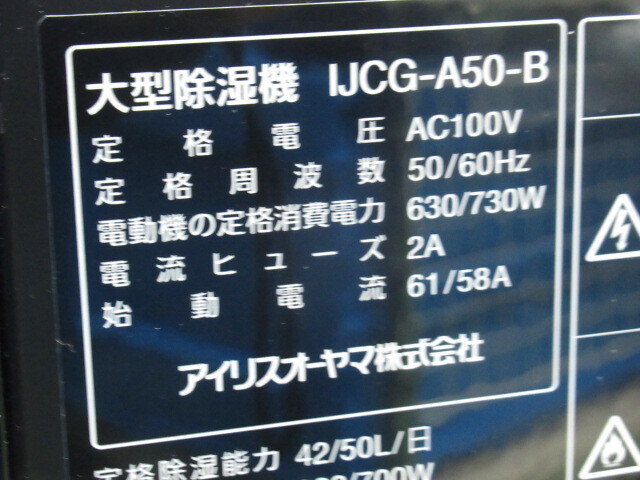 大型除湿機 IJCG-A50-B
定格電圧 AC100V
定格周波数 50/60Hz
電動機の定格消費電力 630/730W
電流ヒューズ 2A
始動電流 61/58A
アイリスオーヤマ株式会社
定格除湿能力 42/50L/日
/700W